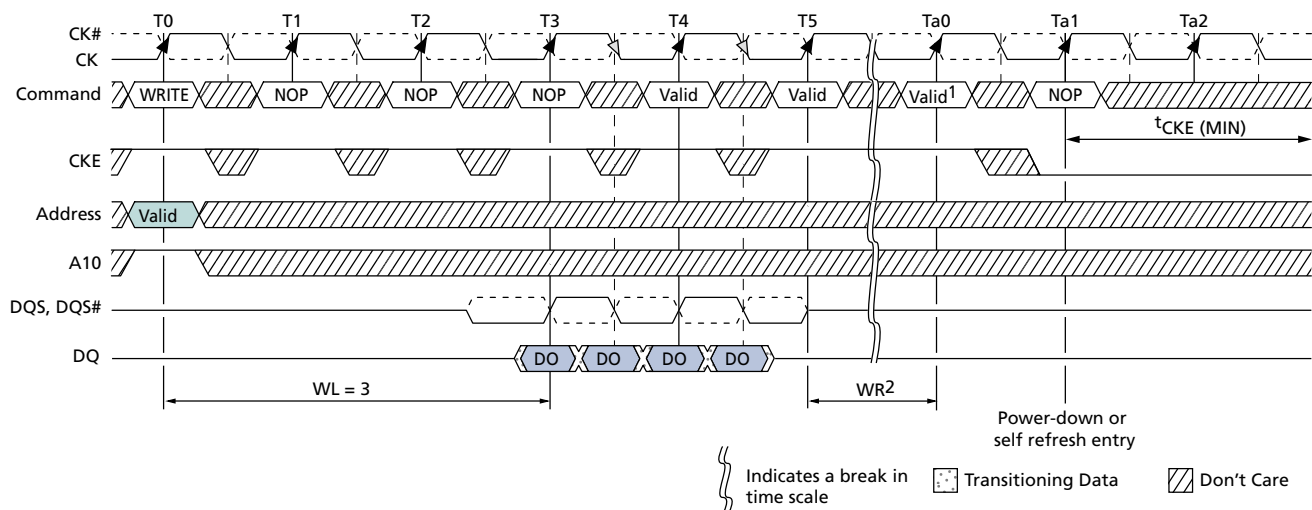 T0 T1 T2 T3 T4 T5 Ta0 Ta1 Ta2
CK#
CK
Command WRITE NOP NOP NOP Valid Valid Valid1 NOP
tCKE (MIN)
CKE
Address Valid
A10
DQS, DQS#
DQ DO DO DO DO
WL = 3 WR2
Power-down or
self refresh entry
Indicates a break in
time scale
Transitioning Data
Don't Care